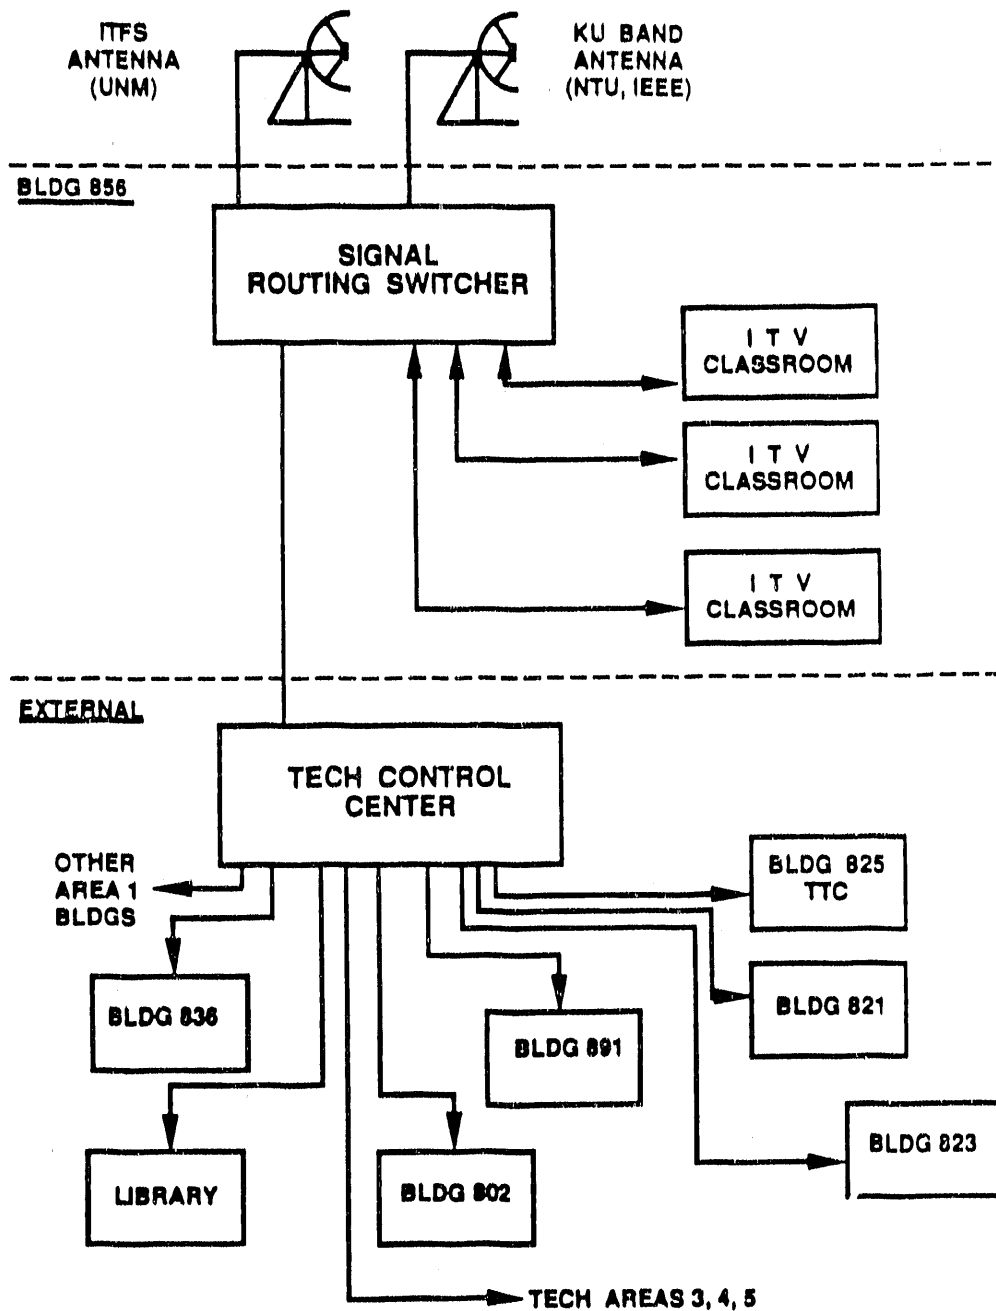 ITFS
ANTENNA
(UNM)
KU BAND
ANTENNA
(NTU, IEEE)
BLDG 856
SIGNAL
ROUTING SWITCHER
I T V
CLASSROOM
I T V
CLASSROOM
I T V
CLASSROOM
EXTERNAL
TECH CONTROL
CENTER
OTHER
AREA 1
BLDGS
BLDG 825
TTC
BLDG 836
BLDG 891
BLDG 821
BLDG 823
LIBRARY
BLDG 802
TECH AREAS 3, 4, 5